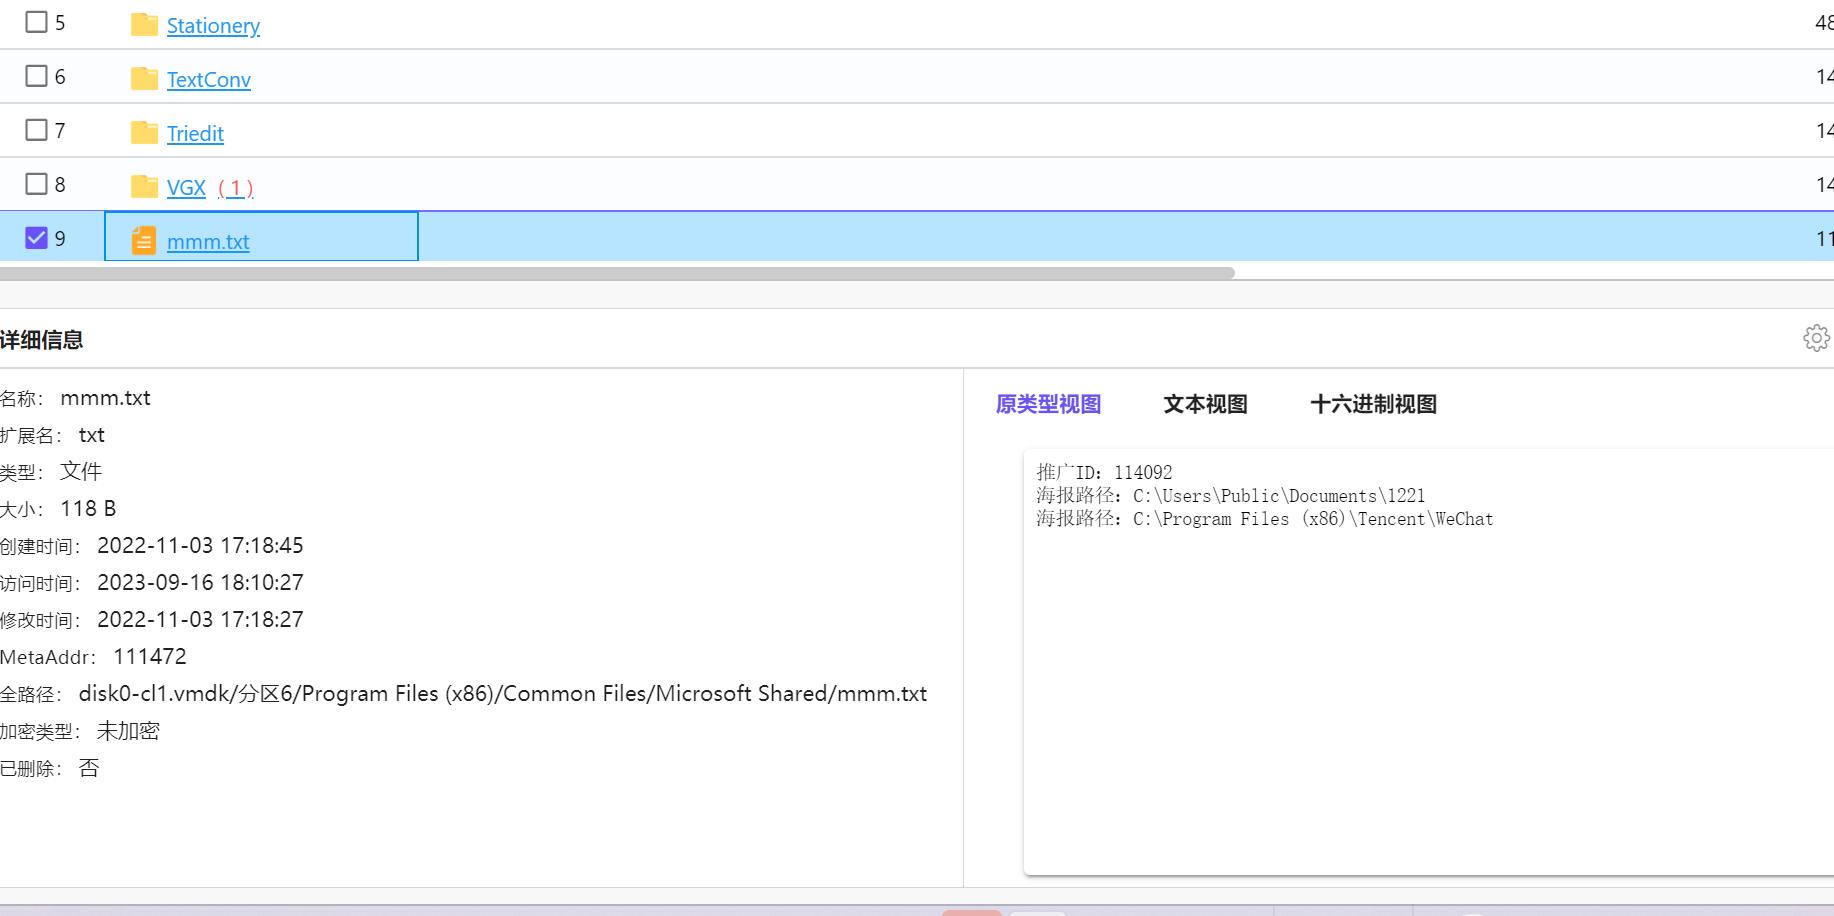 5 Stationery 48
6 TextConv 14
7 Triedit 14
8 VGX (1) 14
9 mmm.txt 11
详细信息
名称： mmm.txt
扩展名： txt
类型： 文件
大小： 118 B
创建时间： 2022-11-03 17:18:45
访问时间： 2023-09-16 18:10:27
修改时间： 2022-11-03 17:18:27
MetaAddr： 111472
全路径： disk0-cl1.vmdk/分区6/Program Files (x86)/Common Files/Microsoft Shared/mmm.txt
加密类型： 未加密
已删除： 否
原类型视图 文本视图 十六进制视图
推广ID：114092
海报路径：C:\Users\Public\Documents\1221
海报路径：C:\Program Files (x86)\Tencent\WeChat